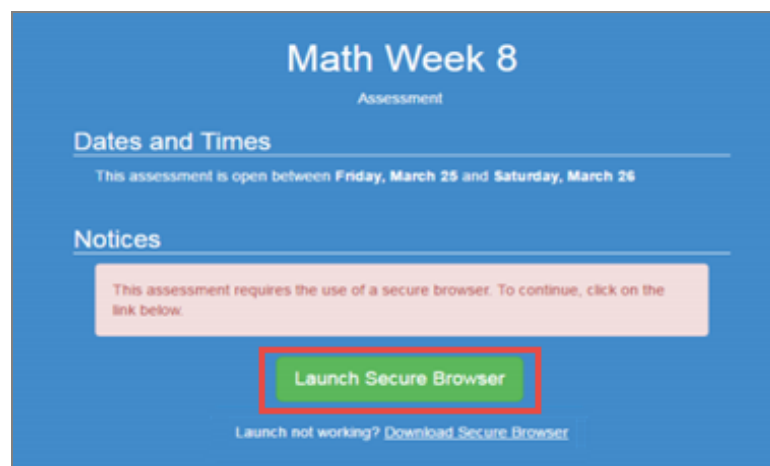 Math Week 8
Assessment
Dates and Times
This assessment is open between Friday, March 25 and Saturday, March 26
Notices
This assessment requires the use of a secure browser. To continue, click on the
link below.
Launch Secure Browser
Launch not working? Download Secure Browser